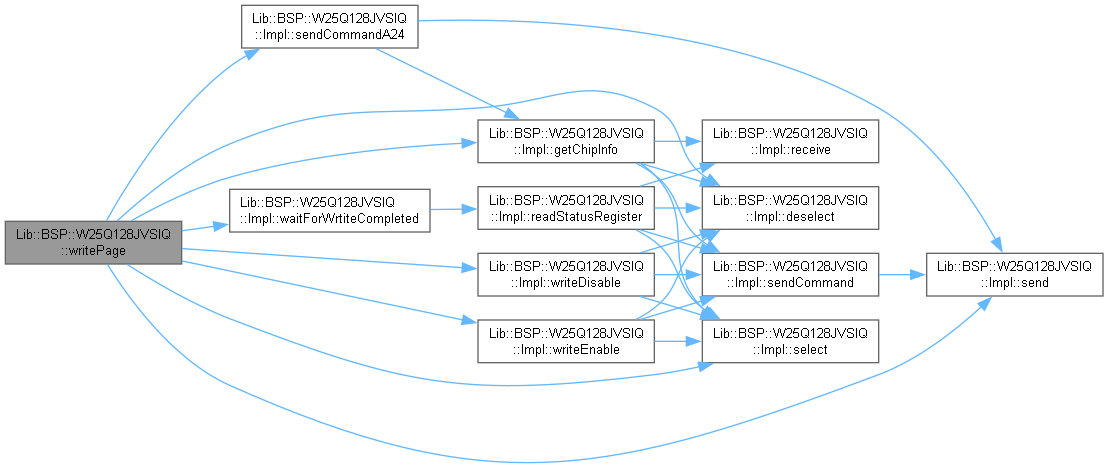 Lib::BSP::W25Q128JVSIQ
::Impl::sendCommandA24
Lib::BSP::W25Q128JVSIQ
::Impl::getChipInfo
Lib::BSP::W25Q128JVSIQ
::Impl::receive
Lib::BSP::W25Q128JVSIQ
::Impl::waitForWrtiteCompleted
Lib::BSP::W25Q128JVSIQ
::Impl::readStatusRegister
Lib::BSP::W25Q128JVSIQ
::Impl::deselect
Lib::BSP::W25Q128JVSIQ
::writePage
Lib::BSP::W25Q128JVSIQ
::Impl::writeDisable
Lib::BSP::W25Q128JVSIQ
::Impl::sendCommand
Lib::BSP::W25Q128JVSIQ
::Impl::send
Lib::BSP::W25Q128JVSIQ
::Impl::writeEnable
Lib::BSP::W25Q128JVSIQ
::Impl::select